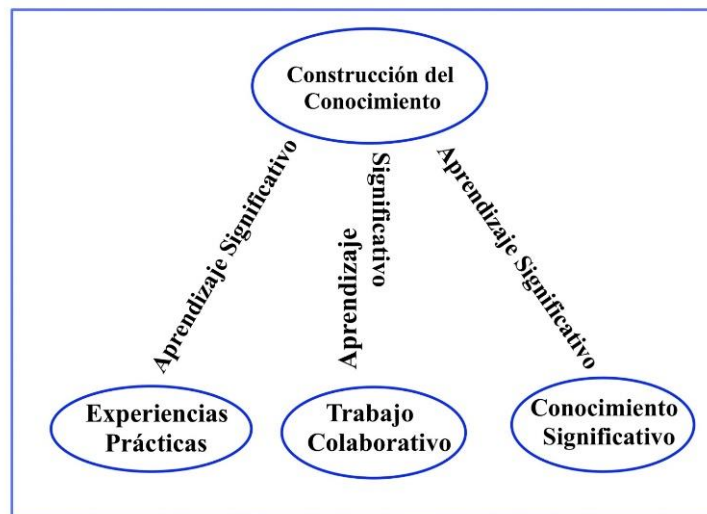 Construcción del
Conocimiento
Aprendizaje Significativo
Aprendizaje
Significativo
Aprendizaje Significativo
Experiencias
Prácticas
Trabajo
Colaborativo
Conocimiento
Significativo